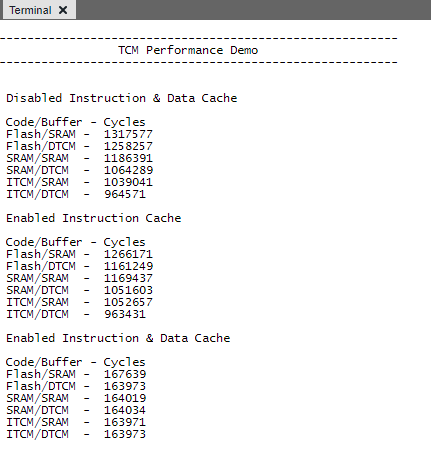 Terminal
------------------------------------------------------------
TCM Performance Demo
------------------------------------------------------------
Disabled Instruction & Data Cache
Code/Buffer - Cycles
Flash/SRAM - 1317577
Flash/DTCM - 1258257
SRAM/SRAM - 1186391
SRAM/DTCM - 1064289
ITCM/SRAM - 1039041
ITCM/DTCM - 964571
Enabled Instruction Cache
Code/Buffer - Cycles
Flash/SRAM - 1266171
Flash/DTCM - 1161249
SRAM/SRAM - 1169437
SRAM/DTCM - 1051603
ITCM/SRAM - 1052657
ITCM/DTCM - 963431
Enabled Instruction & Data Cache
Code/Buffer - Cycles
Flash/SRAM - 167639
Flash/DTCM - 163973
SRAM/SRAM - 164019
SRAM/DTCM - 164034
ITCM/SRAM - 163971
ITCM/DTCM - 163973